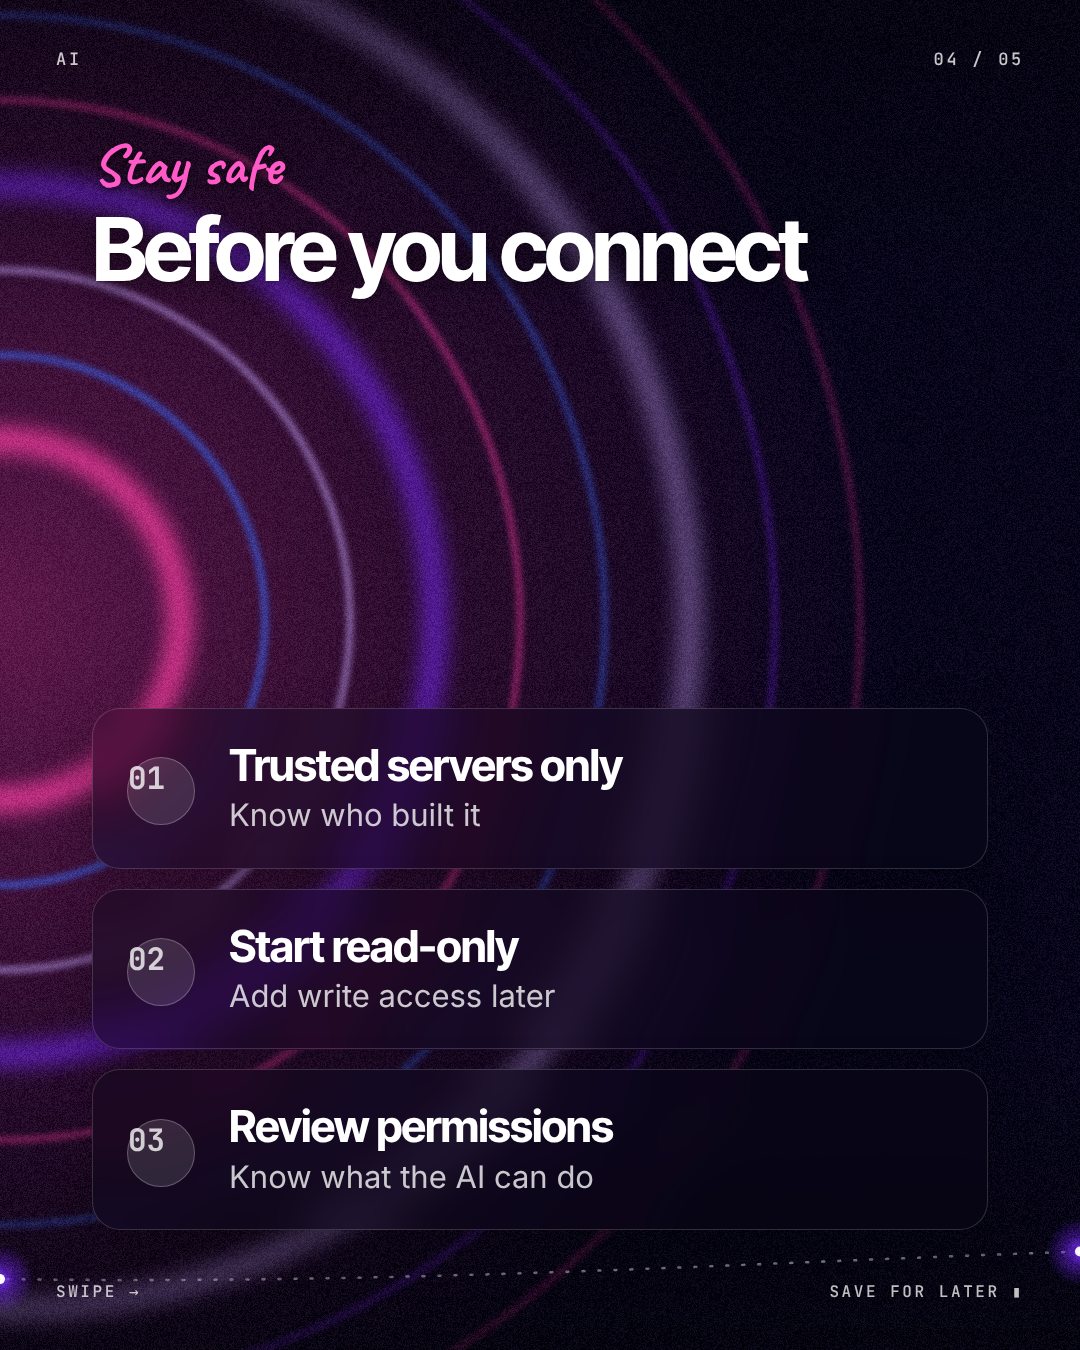 AI
04 / 05
Stay safe
Before you connect
01
Trusted servers only
Know who built it
02
Start read-only
Add write access later
03
Review permissions
Know what the AI can do
SWIPE →
SAVE FOR LATER ▮